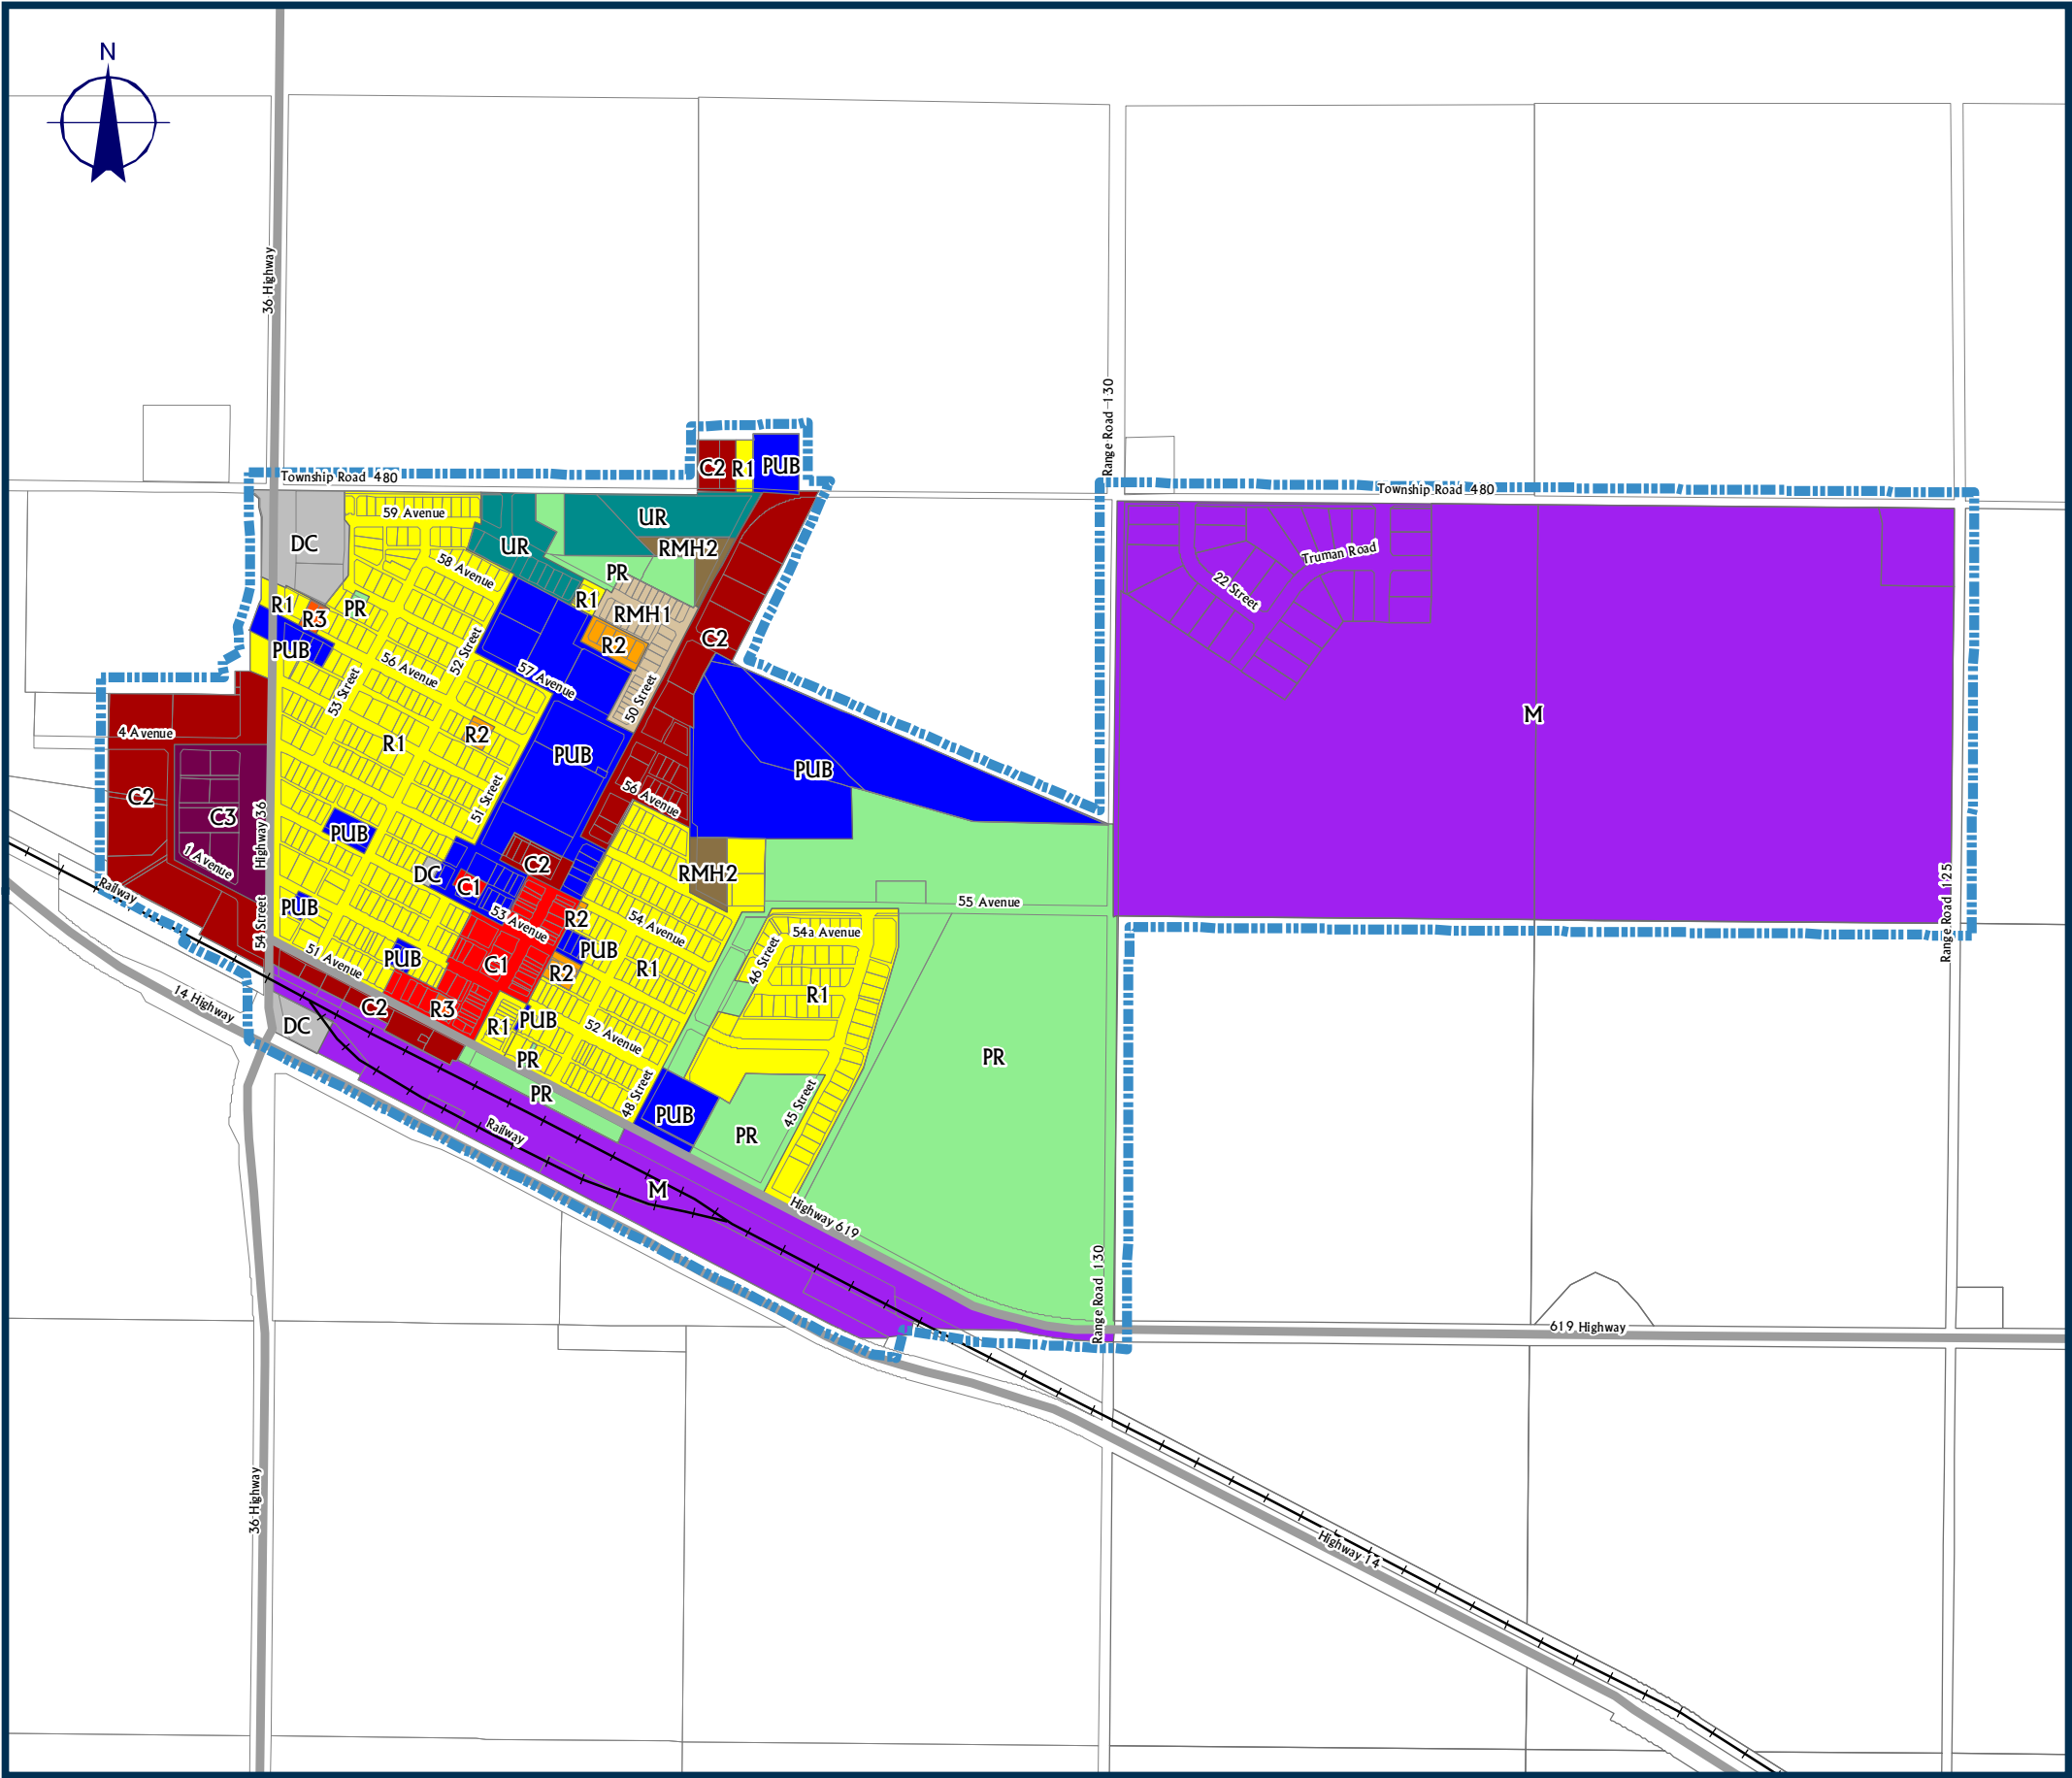 N
36 Highway
Range Road 130
C2
R1
PUB
Township Road 480
Township Road 480
59 Avenue
UR
DC
UR
RMH2
Truman Road
58 Avenue
PR
22 Street
R1
R1
PR
RMH1
R3
C2
R2
PUB
52 Street
56 Avenue
57 Avenue
53 Street
50 Street
M
4 Avenue
R2
R1
PUB
PUB
C2
51 Street
56 Avenue
C3
Highway 36
PUB
1 Avenue
C2
DC
C1
RMH2
Railway
PUB
54 Street
55 Avenue
Range Road 125
R2
53 Avenue
54 Avenue
54a Avenue
PUB
51 Avenue
PUB
46 Street
C1
R2
R1
R1
14 Highway
C2
R3
DC
R1
PUB
52 Avenue
PR
PR
PR
48 Street
PUB
45 Street
PR
Railway
M
Highway 619
Range Road 130
619 Highway
36 Highway
Highway 14